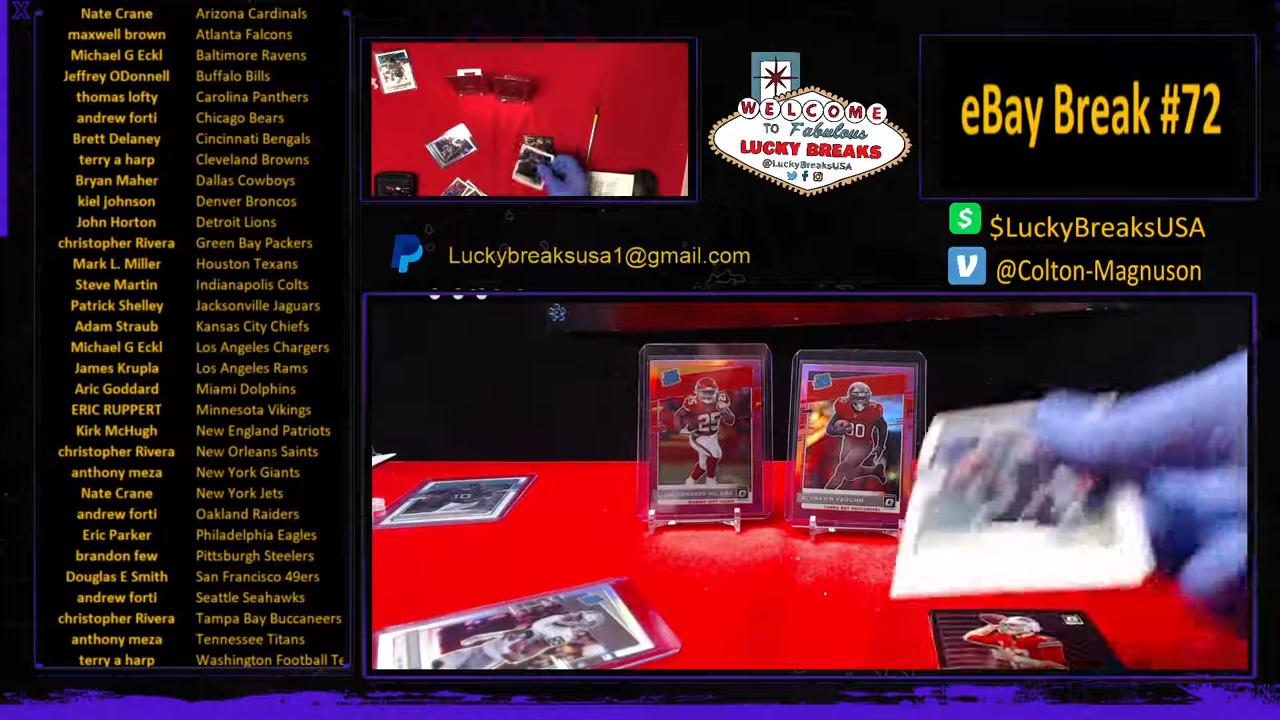 Nate Crane Arizona Cardinals
maxwell brown Atlanta Falcons
Michael G Eckl Baltimore Ravens
Jeffrey ODonnell Buffalo Bills
thomas lofty Carolina Panthers
andrew forti Chicago Bears
Brett Delaney Cincinnati Bengals
terry a harp Cleveland Browns
Bryan Maher Dallas Cowboys
kiel johnson Denver Broncos
John Horton Detroit Lions
christopher Rivera Green Bay Packers
Mark L. Miller Houston Texans
Steve Martin Indianapolis Colts
Patrick Shelley Jacksonville Jaguars
Adam Straub Kansas City Chiefs
Michael G Eckl Los Angeles Chargers
James Krupla Los Angeles Rams
Aric Goddard Miami Dolphins
ERIC RUPPERT Minnesota Vikings
Kirk McHugh New England Patriots
christopher Rivera New Orleans Saints
anthony meza New York Giants
Nate Crane New York Jets
andrew forti Oakland Raiders
Eric Parker Philadelphia Eagles
brandon few Pittsburgh Steelers
Douglas E Smith San Francisco 49ers
andrew forti Seattle Seahawks
christopher Rivera Tampa Bay Buccaneers
anthony meza Tennessee Titans
terry a harp Washington Football Te
WELCOME
TO Fabulous
LUCKY BREAKS
@LuckyBreaksUSA
eBay Break #72
$LuckyBreaksUSA
@Colton-Magnuson
Luckybreaksusa1@gmail.com
25
10